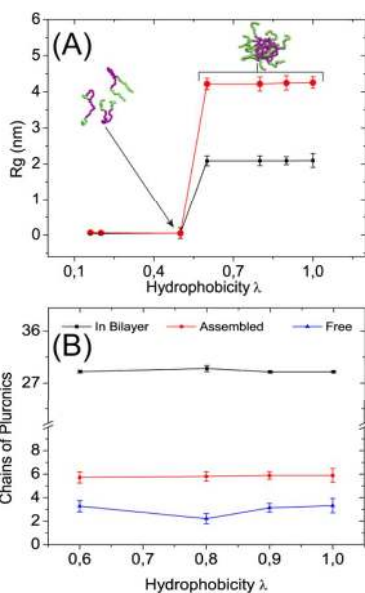 (A)
6
5
4
3
2
1
0
Rg (nm)
0,1 0,4 0,7 1,0
Hydrophobicity λ
(B)
In Bilayer Assembled Free
36
27
8
6
4
2
0
Chains of Pluronics
0,6 0,7 0,8 0,9 1,0
Hydrophobicity λ